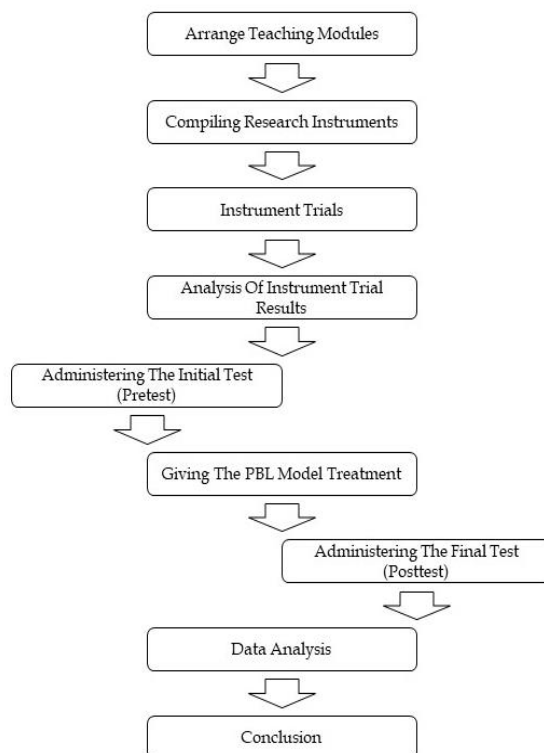 Arrange Teaching Modules
Compiling Research Instruments
Instrument Trials
Analysis Of Instrument Trial
Results
Administering The Initial Test
(Pretest)
Giving The PBL Model Treatment
Administering The Final Test
(Posttest)
Data Analysis
Conclusion